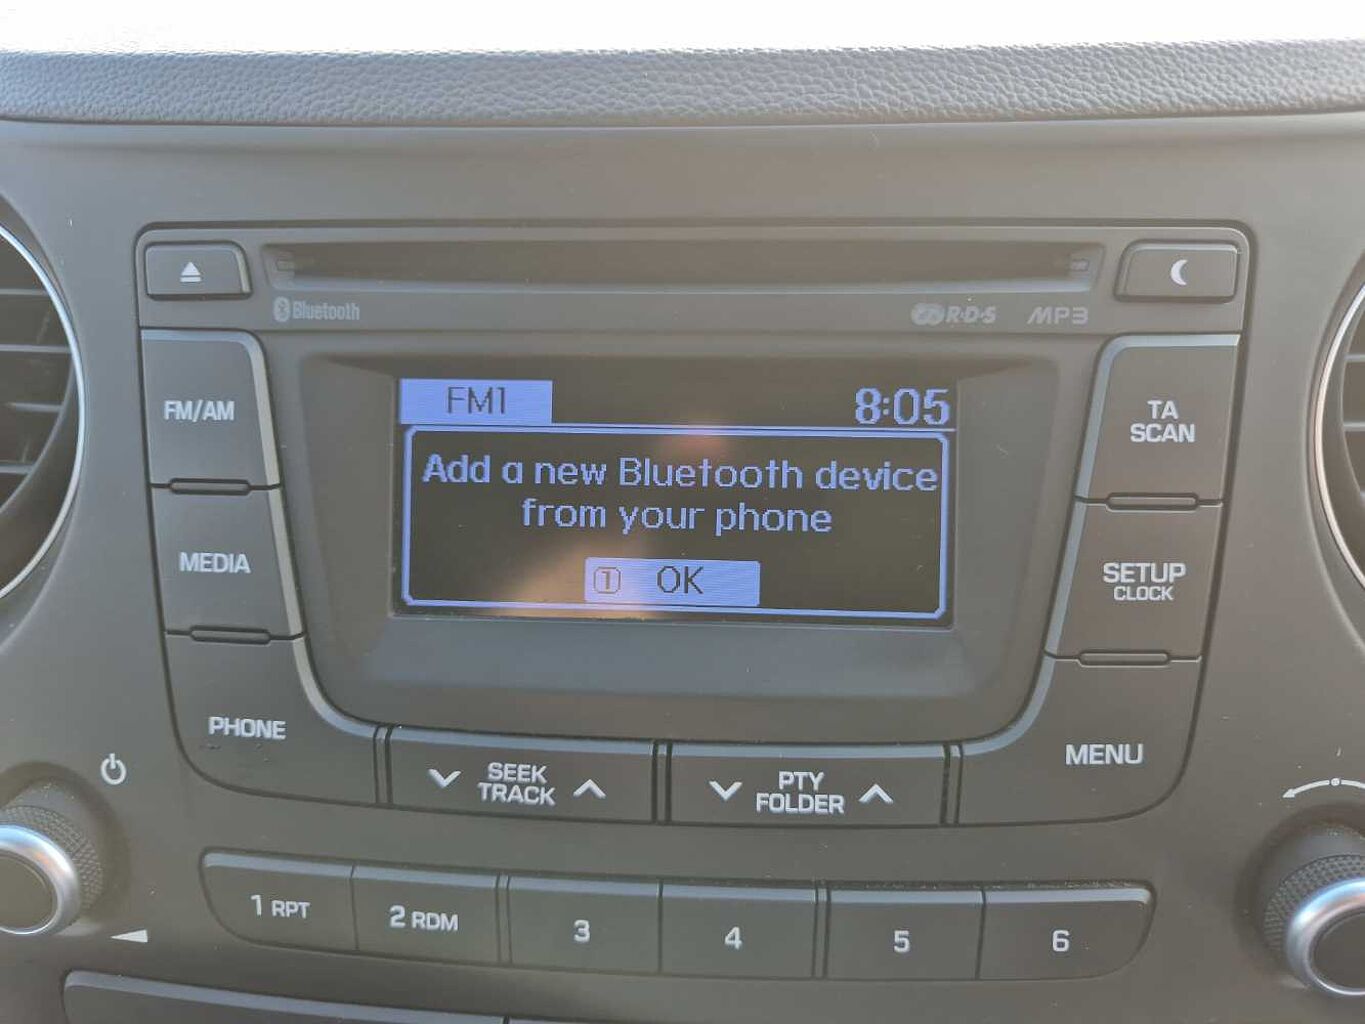 Bluetooth
R·D·S MP3
FM/AM
FM1 8:05
TA
SCAN
Add a new Bluetooth device
from your phone
1 OK
MEDIA
SETUP
CLOCK
PHONE
SEEK
TRACK
PTY
FOLDER
MENU
1 RPT 2 RDM 3 4 5 6